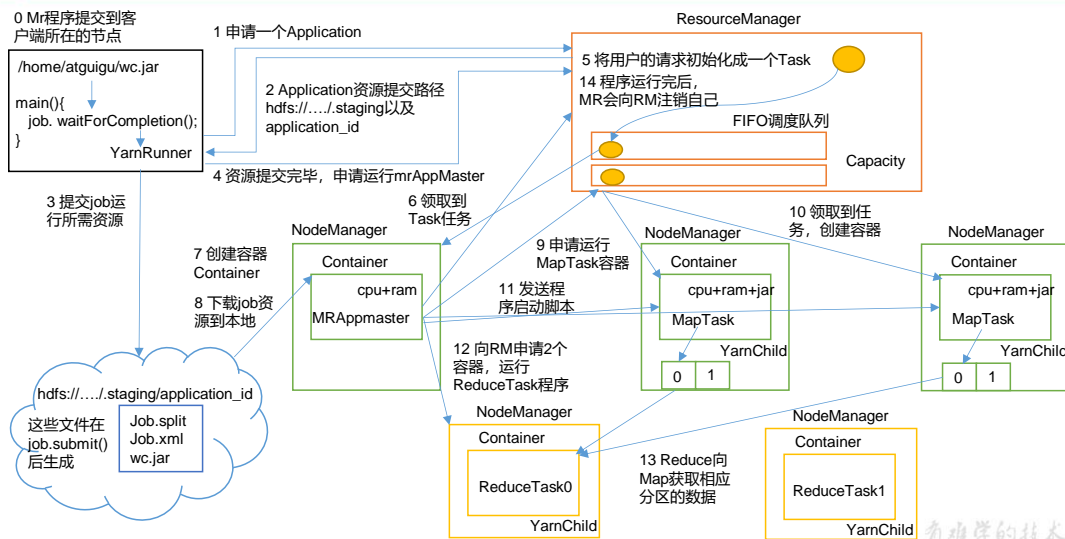 0 Mr程序提交到客
户端所在的节点
/home/atguigu/wc.jar
main(){
job. waitForCompletion();
}
YarnRunner
1 申请一个Application
2 Application资源提交路径
hdfs://…./.staging以及
application_id
4 资源提交完毕，申请运行mrAppMaster
ResourceManager
5 将用户的请求初始化成一个Task
14 程序运行完后，
MR会向RM注销自己
FIFO调度队列
Capacity
3 提交job运
行所需资源
6 领取到
Task任务
7 创建容器
Container
8 下载job资
源到本地
NodeManager
Container
cpu+ram
MRAppmaster
9 申请运行
MapTask容器
11 发送程
序启动脚本
NodeManager
Container
cpu+ram+jar
MapTask
YarnChild
0
1
10 领取到任
务，创建容器
NodeManager
Container
cpu+ram+jar
MapTask
YarnChild
0
1
hdfs://…./.staging/application_id
这些文件在
job.submit()
后生成
Job.split
Job.xml
wc.jar
12 向RM申请2个
容器，运行
ReduceTask程序
NodeManager
Container
ReduceTask0
YarnChild
13 Reduce向
Map获取相应
分区的数据
NodeManager
Container
ReduceTask1
YarnChild
有难学的技术